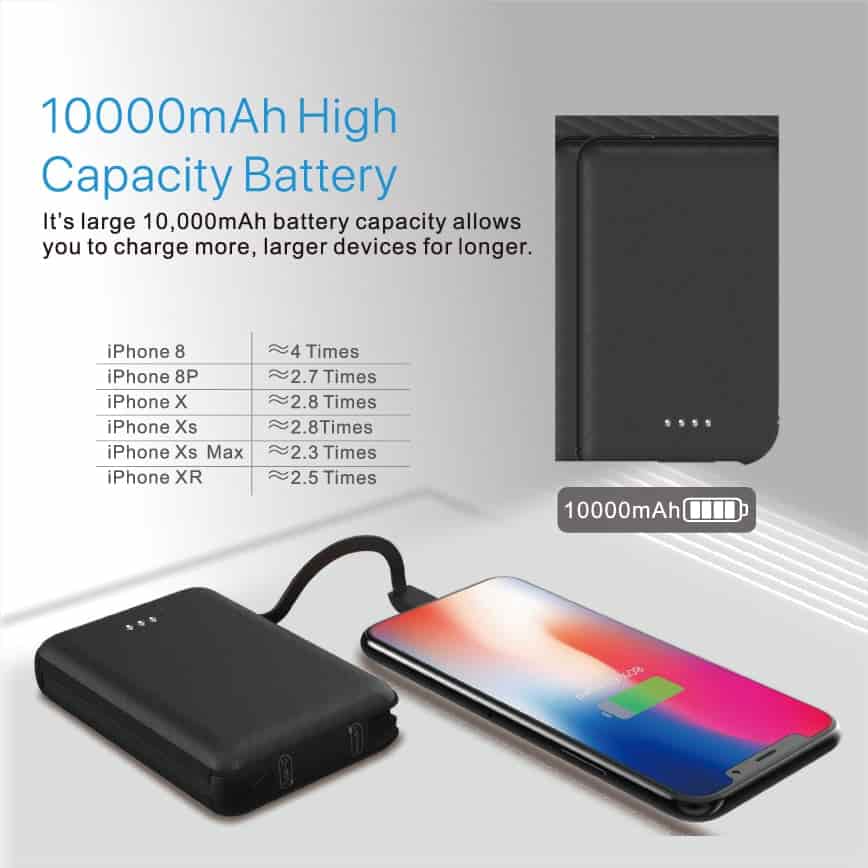 10000mAh High
Capacity Battery
It's large 10,000mAh battery capacity allows
you to charge more, larger devices for longer.
iPhone 8 ≈4 Times
iPhone 8P ≈2.7 Times
iPhone X ≈2.8 Times
iPhone Xs ≈2.8Times
iPhone Xs Max ≈2.3 Times
iPhone XR ≈2.5 Times
10000mAh